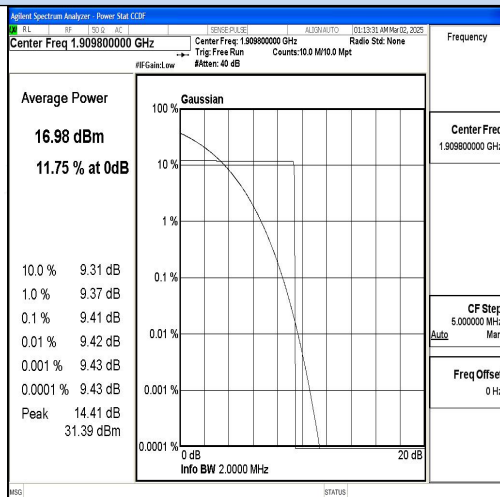 Agilent Spectrum Analyzer - Power Stat CCDF
RL RF 50 Ω AC SENSE:PULSE ALIGN AUTO 01:13:31 AM Mar 02, 2025
Center Freq 1.909800000 GHz
Center Freq: 1.909800000 GHz Radio Std: None
Trig: Free Run Counts:10.0 M/10.0 Mpt
#IFGain:Low #Atten: 40 dB
Frequency
Average Power
16.98 dBm
11.75 % at 0dB
10.0 % 9.31 dB
1.0 % 9.37 dB
0.1 % 9.41 dB
0.01 % 9.42 dB
0.001 % 9.43 dB
0.0001 % 9.43 dB
Peak 14.41 dB
31.39 dBm
Gaussian
100 %
10 %
1 %
0.1 %
0.01 %
0.001 %
0.0001 %
0 dB 20 dB
Info BW 2.0000 MHz
Center Freq
1.909800000 GHz
CF Step
5.000000 MHz
Auto Man
Freq Offset
0 Hz
MSG STATUS